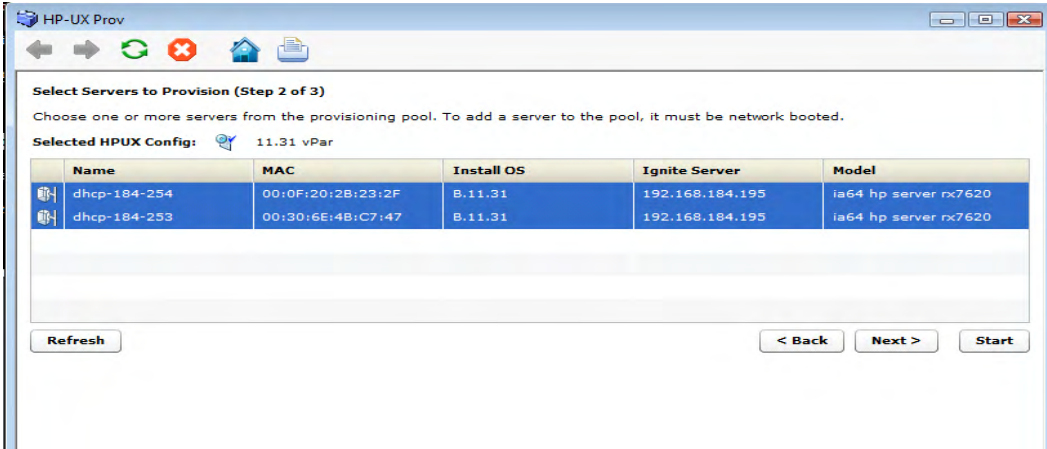 HP-UX Prov
Select Servers to Provision (Step 2 of 3)
Choose one or more servers from the provisioning pool. To add a server to the pool, it must be network booted.
Selected HPUX Config: 11.31 vPar
Name MAC Install OS Ignite Server Model
dhcp-184-254 00:0F:20:2B:23:2F B.11.31 192.168.184.195 ia64 hp server rx7620
dhcp-184-253 00:30:6E:4B:C7:47 B.11.31 192.168.184.195 ia64 hp server rx7620
Refresh < Back Next > Start